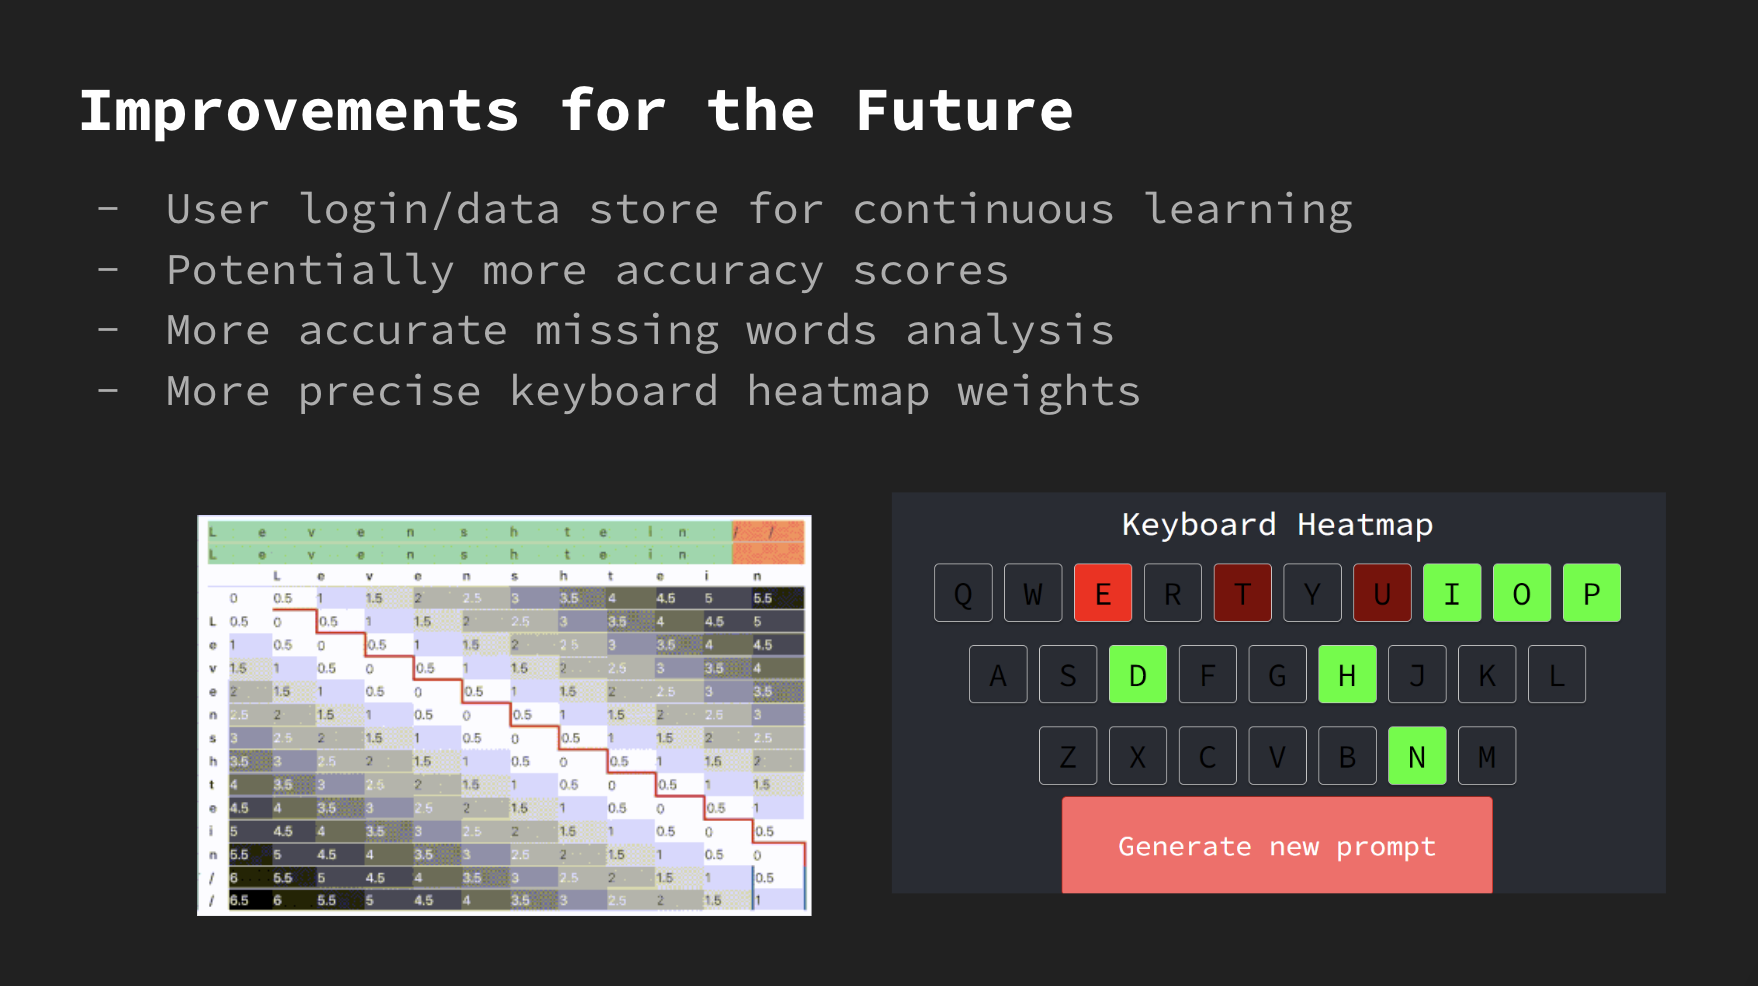 Improvements for the Future
- User login/data store for continuous learning
- Potentially more accuracy scores
- More accurate missing words analysis
- More precise keyboard heatmap weights
L e v e n s h t e i n / /
L e v e n s h t e i n
L e v e n s h t e i n
0 0.5 1 1.5 2 2.5 3 3.5 4 4.5 5 5.5
L 0.5 0 0.5 1 1.5 2 2.5 3 3.5 4 4.5 5
e 1 0.5 0 0.5 1 1.5 2 2.5 3 3.5 4 4.5
v 1.5 1 0.5 0 0.5 1 1.5 2 2.5 3 3.5 4
e 2 1.5 1 0.5 0 0.5 1 1.5 2 2.5 3 3.5
n 2.5 2 1.5 1 0.5 0 0.5 1 1.5 2 2.5 3
s 3 2.5 2 1.5 1 0.5 0 0.5 1 1.5 2 2.5
h 3.5 3 2.5 2 1.5 1 0.5 0 0.5 1 1.5 2
t 4 3.5 3 2.5 2 1.5 1 0.5 0 0.5 1 1.5
e 4.5 4 3.5 3 2.5 2 1.5 1 0.5 0 0.5 1
i 5 4.5 4 3.5 3 2.5 2 1.5 1 0.5 0 0.5
n 5.5 5 4.5 4 3.5 3 2.5 2 1.5 1 0.5 0
/ 6 5.5 5 4.5 4 3.5 3 2.5 2 1.5 1 0.5
/ 6.5 6 5.5 5 4.5 4 3.5 3 2.5 2 1.5 1
Keyboard Heatmap
Q W E R T Y U I O P
A S D F G H J K L
Z X C V B N M
Generate new prompt